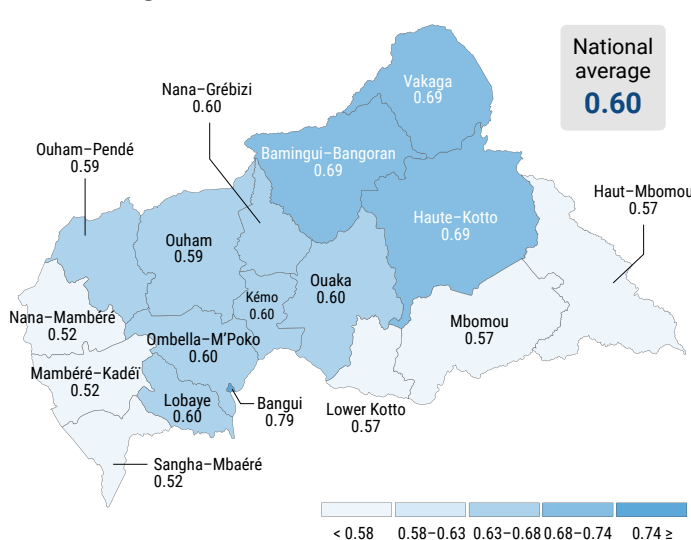 National
average
0.60
Vakaga
0.69
Nana–Grébizi
0.60
Bamingui–Bangoran
0.69
Ouham–Pendé
0.59
Haut–Mbomou
0.57
Haute–Kotto
0.69
Ouham
0.59
Ouaka
0.60
Kémo
0.60
Nana–Mambéré
0.52
Mbomou
0.57
Ombella–M'Poko
0.60
Mambéré–Kadéï
0.52
Lobaye
0.60
Bangui
0.79
Lower Kotto
0.57
Sangha–Mbaéré
0.52
< 0.58 0.58–0.63 0.63–0.68 0.68–0.74 0.74 ≥